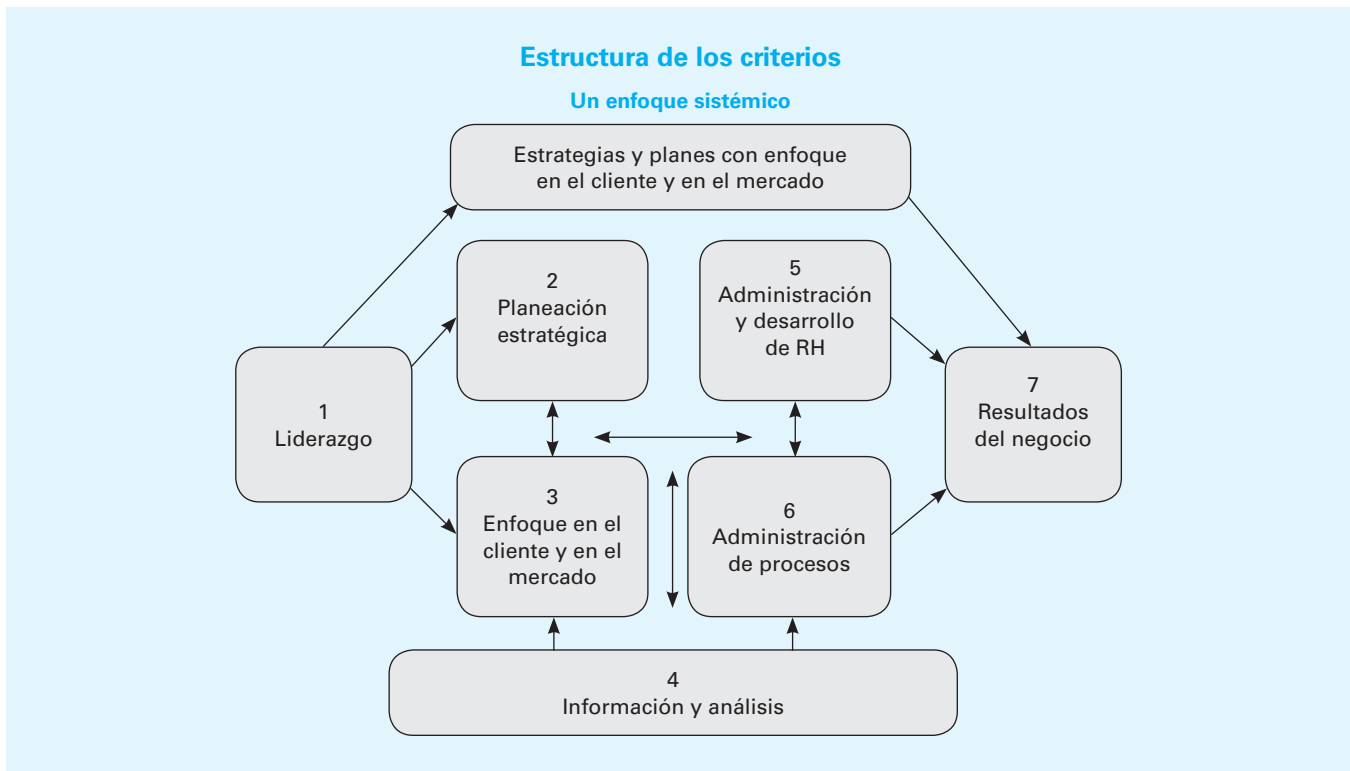 Estructura de los criterios
Un enfoque sistémico
Estrategias y planes con enfoque
en el cliente y en el mercado
2
Planeación
estratégica
5
Administración
y desarrollo
de RH
1
Liderazgo
7
Resultados
del negocio
3
Enfoque en el
cliente y en el
mercado
6
Administración
de procesos
4
Información y análisis